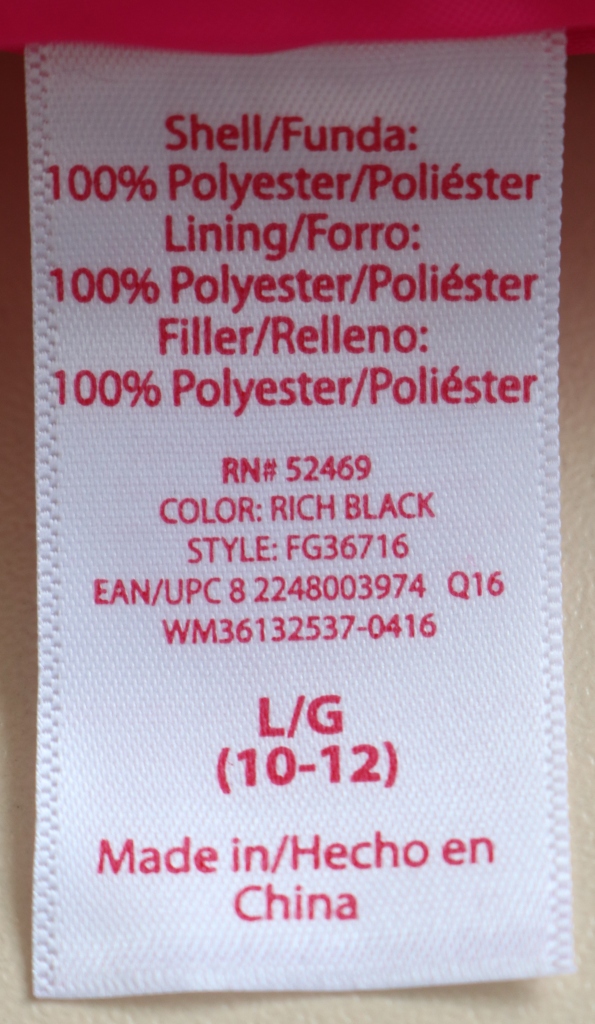 Shell/Funda:
100% Polyester/Poliéster
Lining/Forro:
100% Polyester/Poliéster
Filler/Relleno:
100% Polyester/Poliéster
RN# 52469
COLOR: RICH BLACK
STYLE: FG36716
EAN/UPC 8 2248003974 Q16
WM36132537-0416
L/G
(10-12)
Made in/Hecho en
China